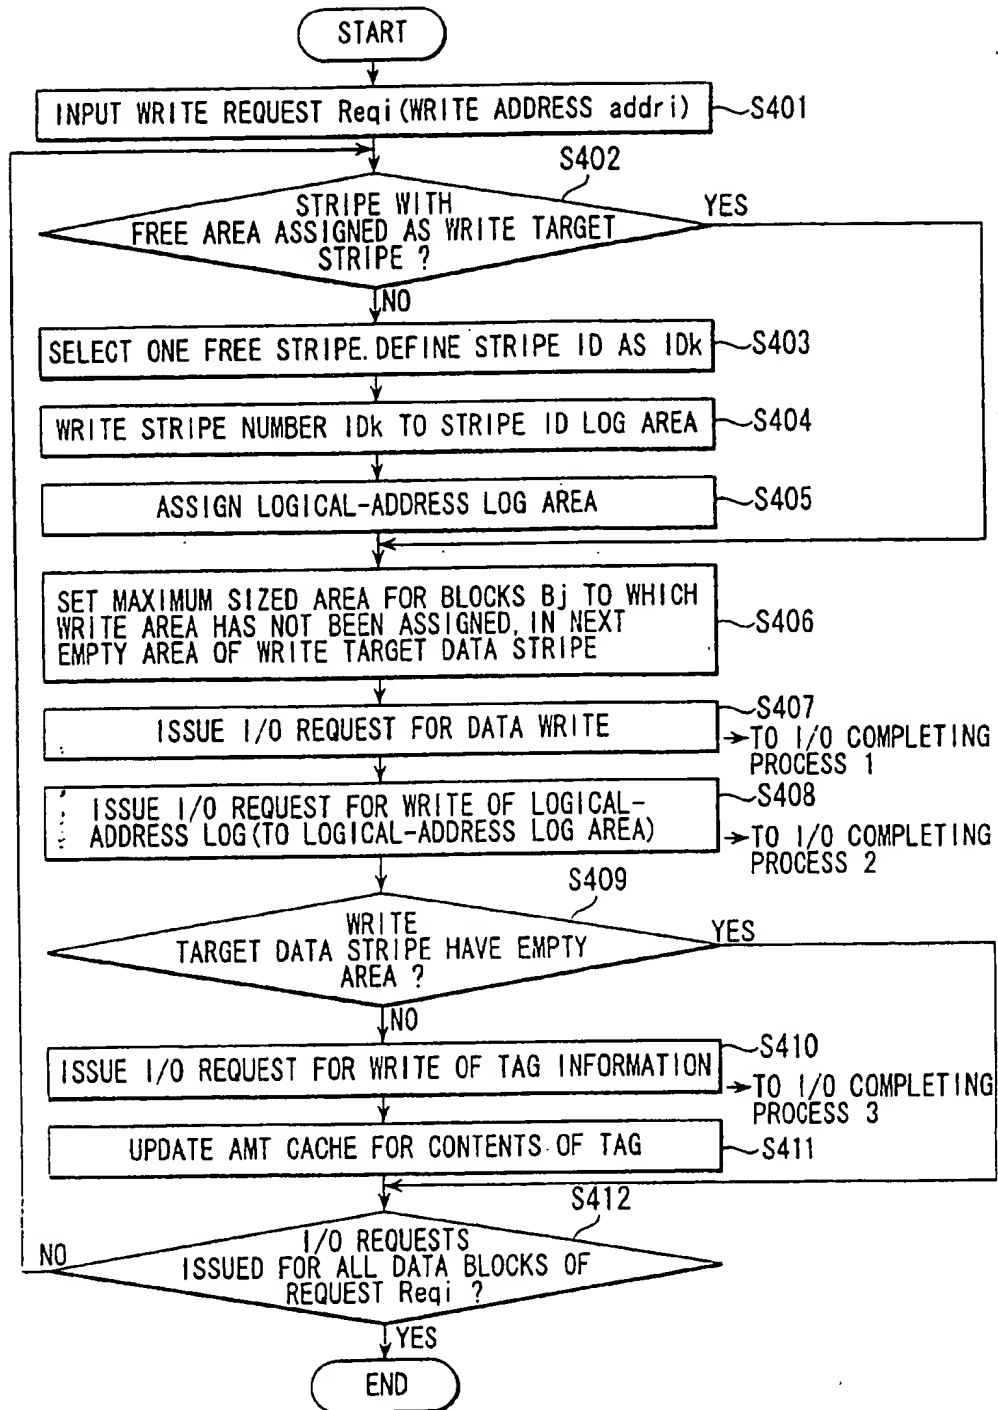 START
INPUT WRITE REQUEST Reqi(WRITE ADDRESS addri)
S401
S402
STRIPE WITH
FREE AREA ASSIGNED AS WRITE TARGET
STRIPE ?
YES
NO
SELECT ONE FREE STRIPE. DEFINE STRIPE ID AS IDk
S403
WRITE STRIPE NUMBER IDk TO STRIPE ID LOG AREA
S404
ASSIGN LOGICAL-ADDRESS LOG AREA
S405
SET MAXIMUM SIZED AREA FOR BLOCKS Bj TO WHICH
WRITE AREA HAS NOT BEEN ASSIGNED, IN NEXT
EMPTY AREA OF WRITE TARGET DATA STRIPE
S406
ISSUE I/O REQUEST FOR DATA WRITE
S407
TO I/O COMPLETING
PROCESS 1
ISSUE I/O REQUEST FOR WRITE OF LOGICAL-
ADDRESS LOG(TO LOGICAL-ADDRESS LOG AREA)
S408
TO I/O COMPLETING
PROCESS 2
S409
WRITE
TARGET DATA STRIPE HAVE EMPTY
AREA ?
YES
NO
ISSUE I/O REQUEST FOR WRITE OF TAG INFORMATION
S410
TO I/O COMPLETING
PROCESS 3
UPDATE AMT CACHE FOR CONTENTS OF TAG
S411
S412
I/O REQUESTS
ISSUED FOR ALL DATA BLOCKS OF
REQUEST Reqi ?
NO
YES
END